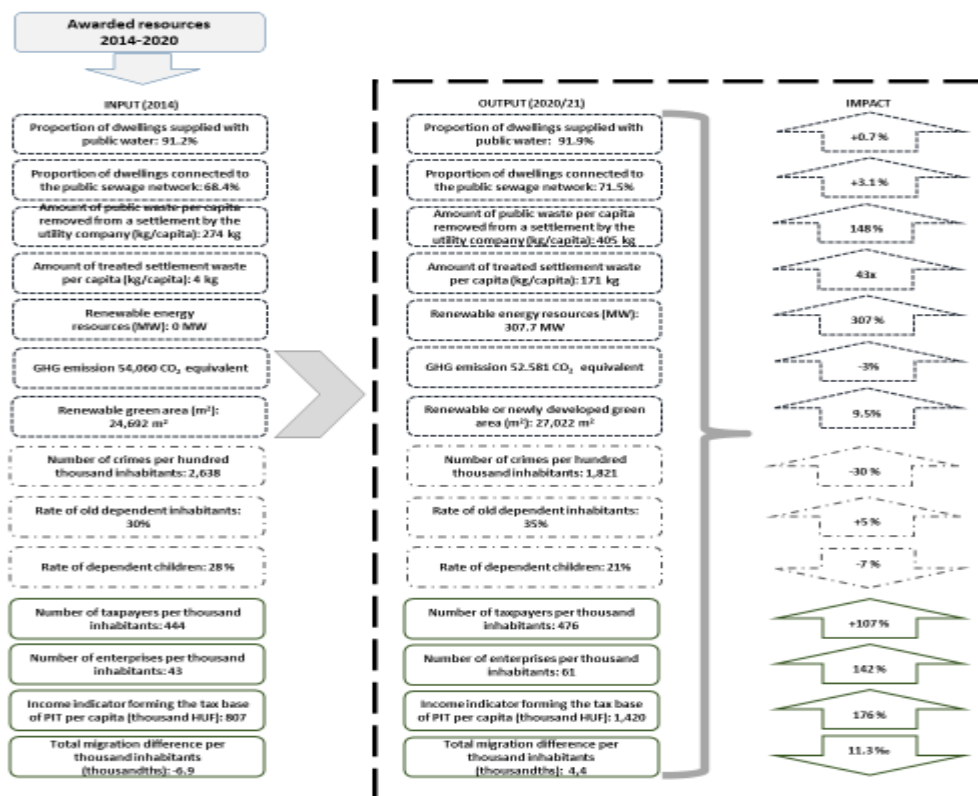 Awarded resources
2014-2020
INPUT (2014)
Proportion of dwellings supplied with
public water: 91.2%
Proportion of dwellings connected to
the public sewage network: 68.4%
Amount of public waste per capita
removed from a settlement by the
utility company (kg/capita): 274 kg
Amount of treated settlement waste
per capita (kg/capita): 4 kg
Renewable energy
resources (MW): 0 MW
GHG emission 54,060 CO₂ equivalent
Renewable green area (m²):
24,692 m²
Number of crimes per hundred
thousand inhabitants: 2,638
Rate of old dependent inhabitants:
30%
Rate of dependent children: 28 %
Number of taxpayers per thousand
inhabitants: 444
Number of enterprises per thousand
inhabitants: 43
Income indicator forming the tax base
of PIT per capita (thousand HUF): 807
Total migration difference per
thousand inhabitants
(thousandths): -6.9
OUTPUT (2020/21)
Proportion of dwellings supplied with
public water: 91.9%
Proportion of dwellings connected to
the public sewage network: 71.5%
Amount of public waste per capita
removed from a settlement by the
utility company (kg/capita): 405 kg
Amount of treated settlement waste
per capita (kg/capita): 171 kg
Renewable energy resources (MW):
307.7 MW
GHG emission 52.581 CO₂ equivalent
Renewable or newly developed green
area (m²): 27,022 m²
Number of crimes per hundred
thousand inhabitants: 1,821
Rate of old dependent inhabitants:
35%
Rate of dependent children: 21%
Number of taxpayers per thousand
inhabitants: 476
Number of enterprises per thousand
inhabitants: 61
Income indicator forming the tax base
of PIT per capita (thousand HUF): 1,420
Total migration difference per
thousand inhabitants
(thousandths): 4,4
IMPACT
+0.7 %
+3.1 %
148%
43x
307 %
-3%
9.5%
-30 %
+5 %
-7 %
+107%
142 %
176 %
11.3‰